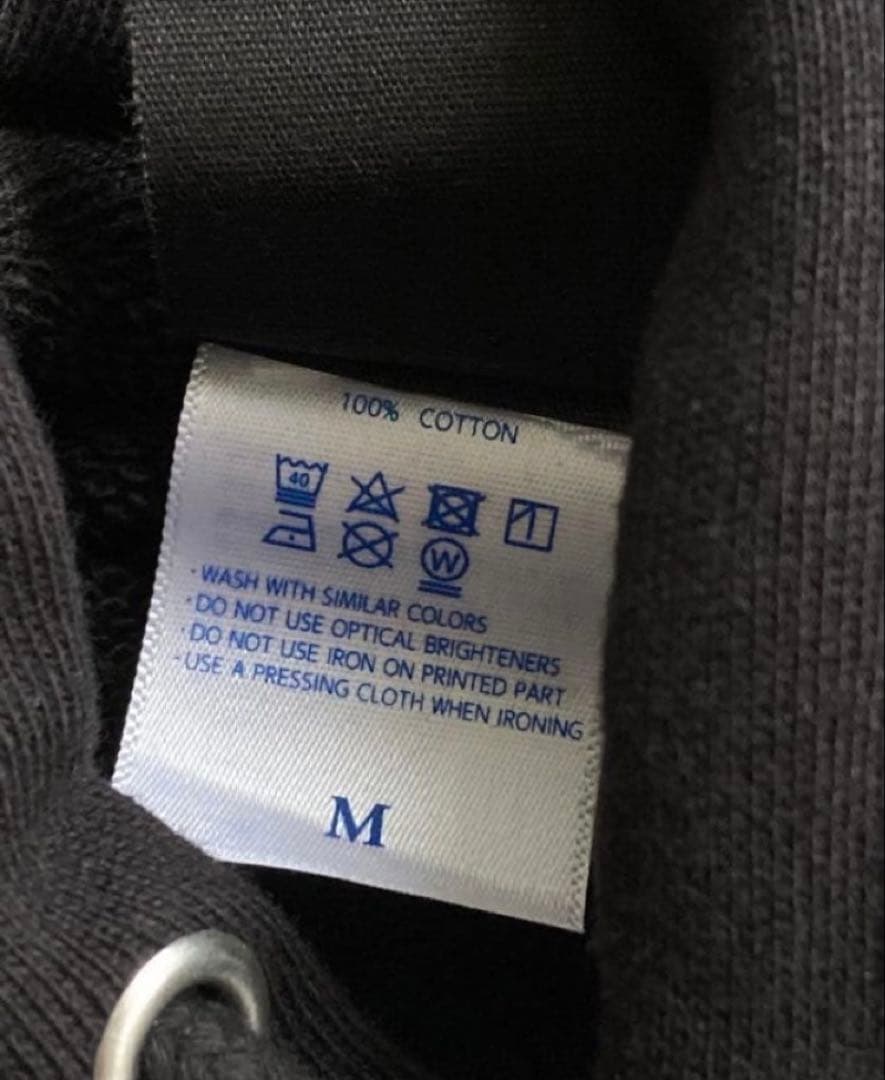 100% COTTON
40
W
· WASH WITH SIMILAR COLORS
· DO NOT USE OPTICAL BRIGHTENERS
· DO NOT USE IRON ON PRINTED PART
· USE A PRESSING CLOTH WHEN IRONING
M